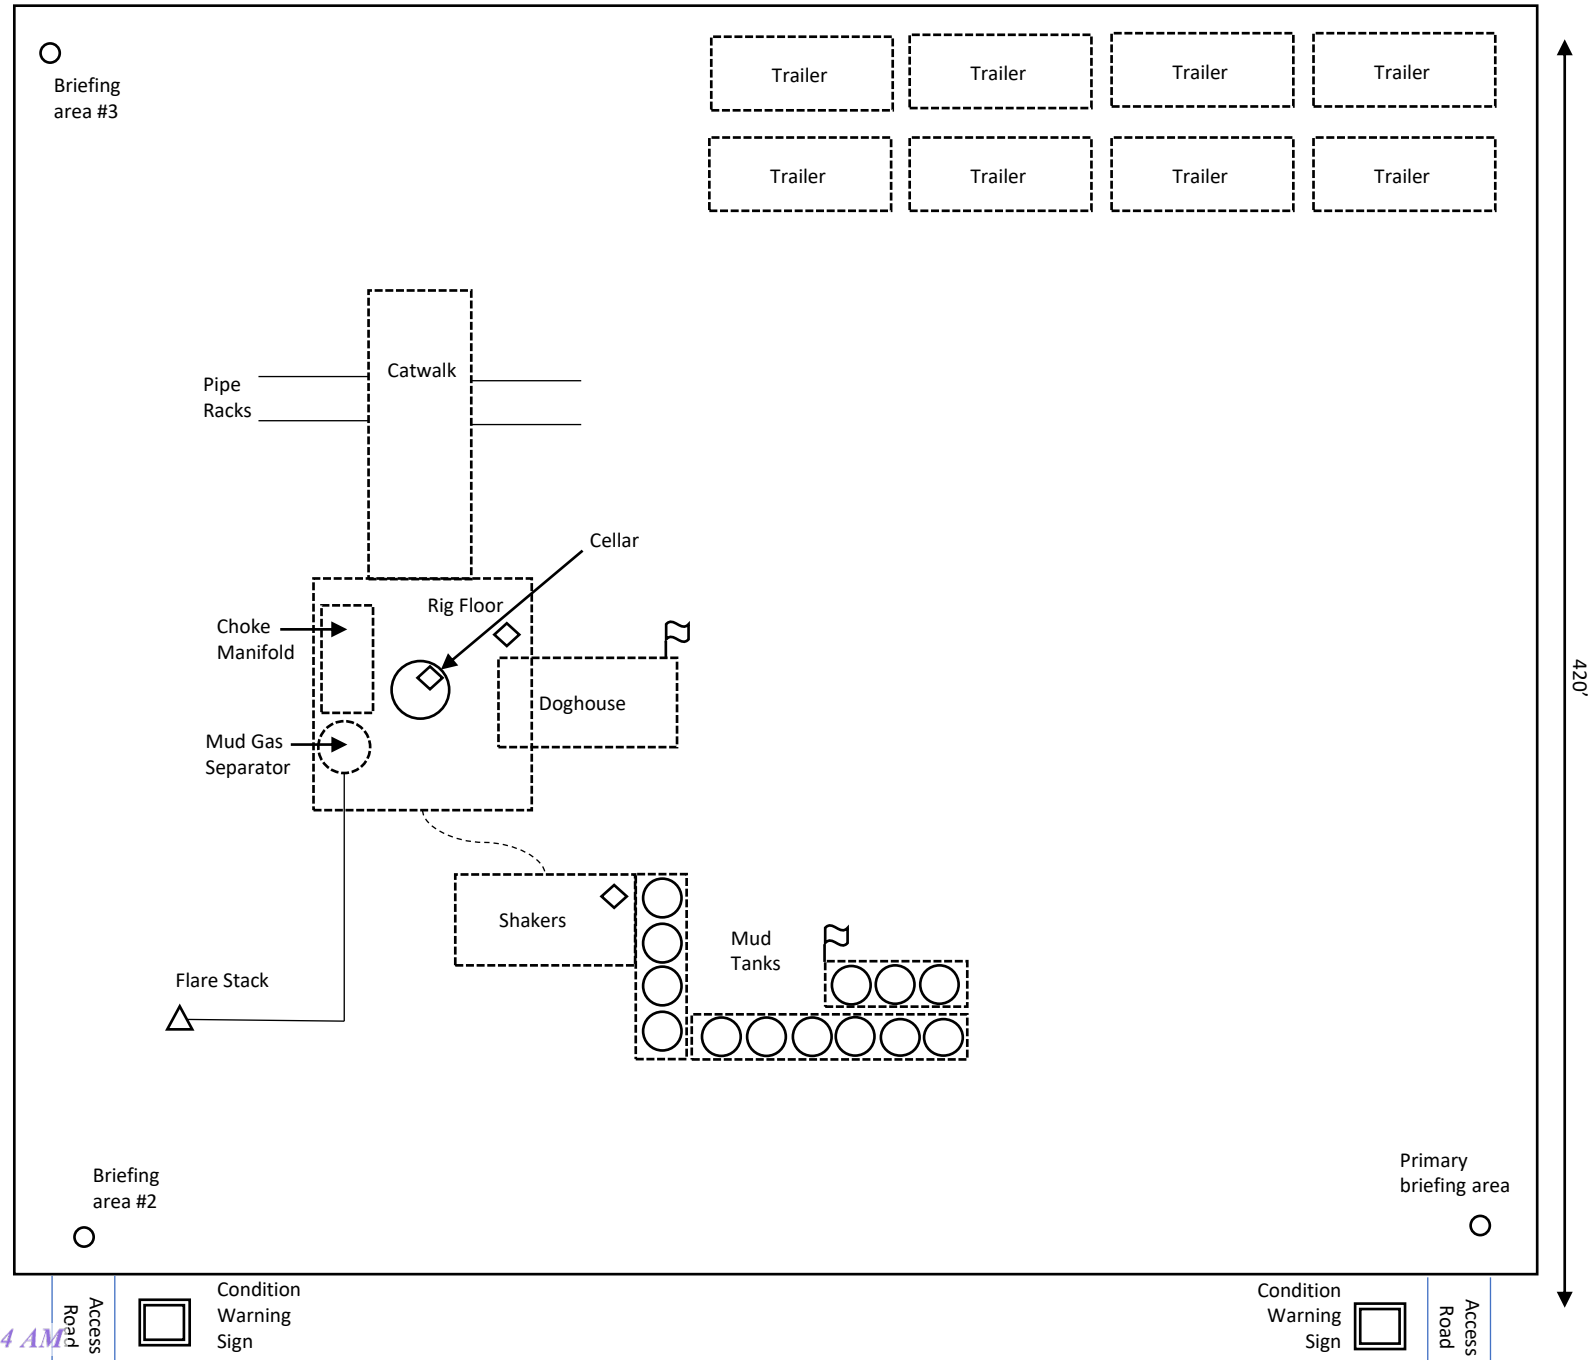 Trailer
Trailer
Trailer
Trailer
Briefing
area #3
Trailer
Trailer
Trailer
Trailer
Catwalk
Pipe
Racks
Cellar
Rig Floor
Choke
Manifold
420'
Doghouse
Mud Gas
Separator
Shakers
Mud
Tanks
Flare Stack
Briefing
area #2
Primary
briefing area
Access
Road
Condition
Warning
Sign
Condition
Warning
Sign
Access
Road
4 AM